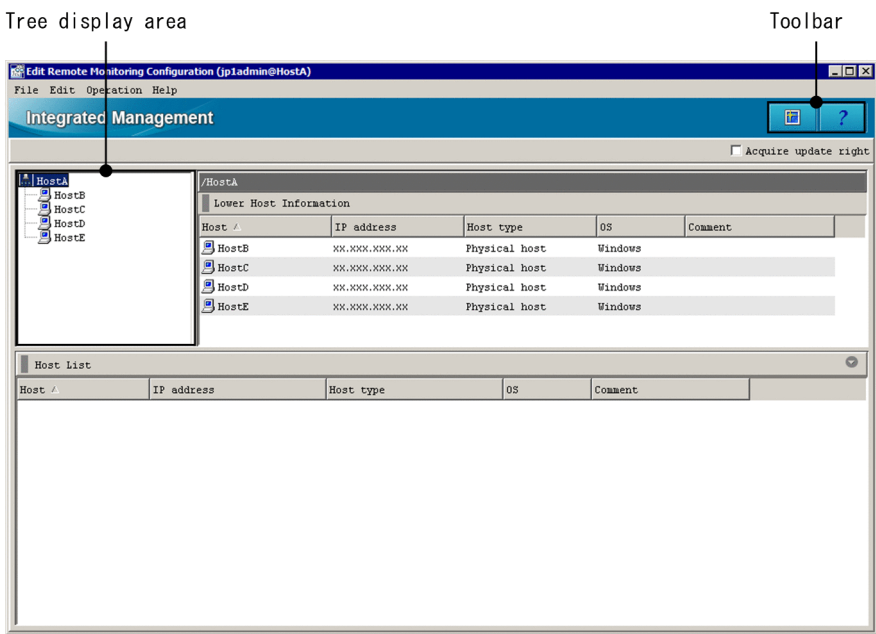 Tree display area Toolbar
Edit Remote Monitoring Configuration (jp1admin@HostA)
File Edit Operation Help
Integrated Management
?
Acquire update right
HostA
HostB
HostC
HostD
HostE
/HostA
Lower Host Information
Host IP address Host type OS Comment
HostB xx.xxx.xxx.xx Physical host Windows
HostC xx.xxx.xxx.xx Physical host Windows
HostD xx.xxx.xxx.xx Physical host Windows
HostE xx.xxx.xxx.xx Physical host Windows
Host List
Host IP address Host type OS Comment